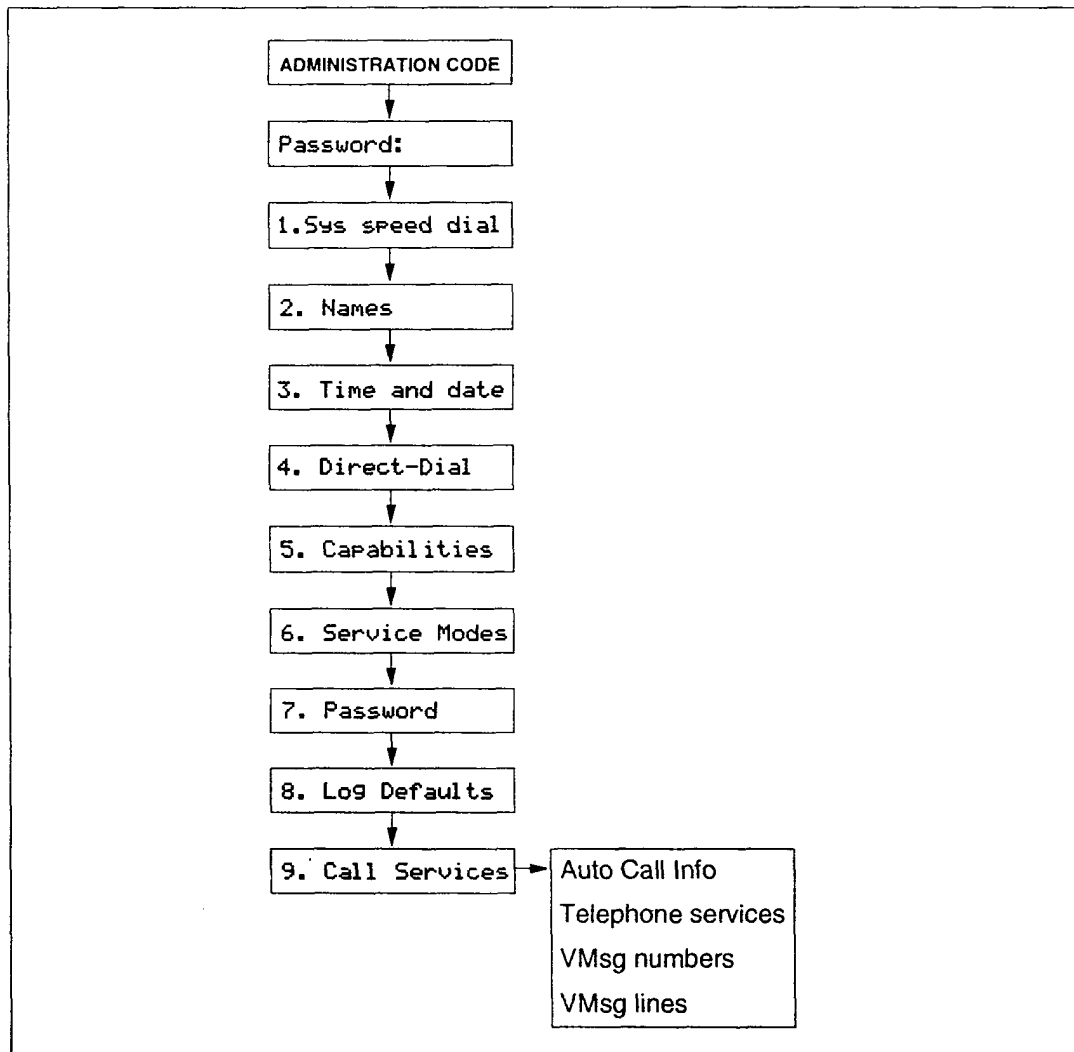 ADMINISTRATION CODE
Password:
1.Sys speed dial
2. Names
3. Time and date
4. Direct-Dial
5. Capabilities
6. Service Modes
7. Password
8. Log Defaults
9. Call Services
Auto Call Info
Telephone services
VMsg numbers
VMsg lines